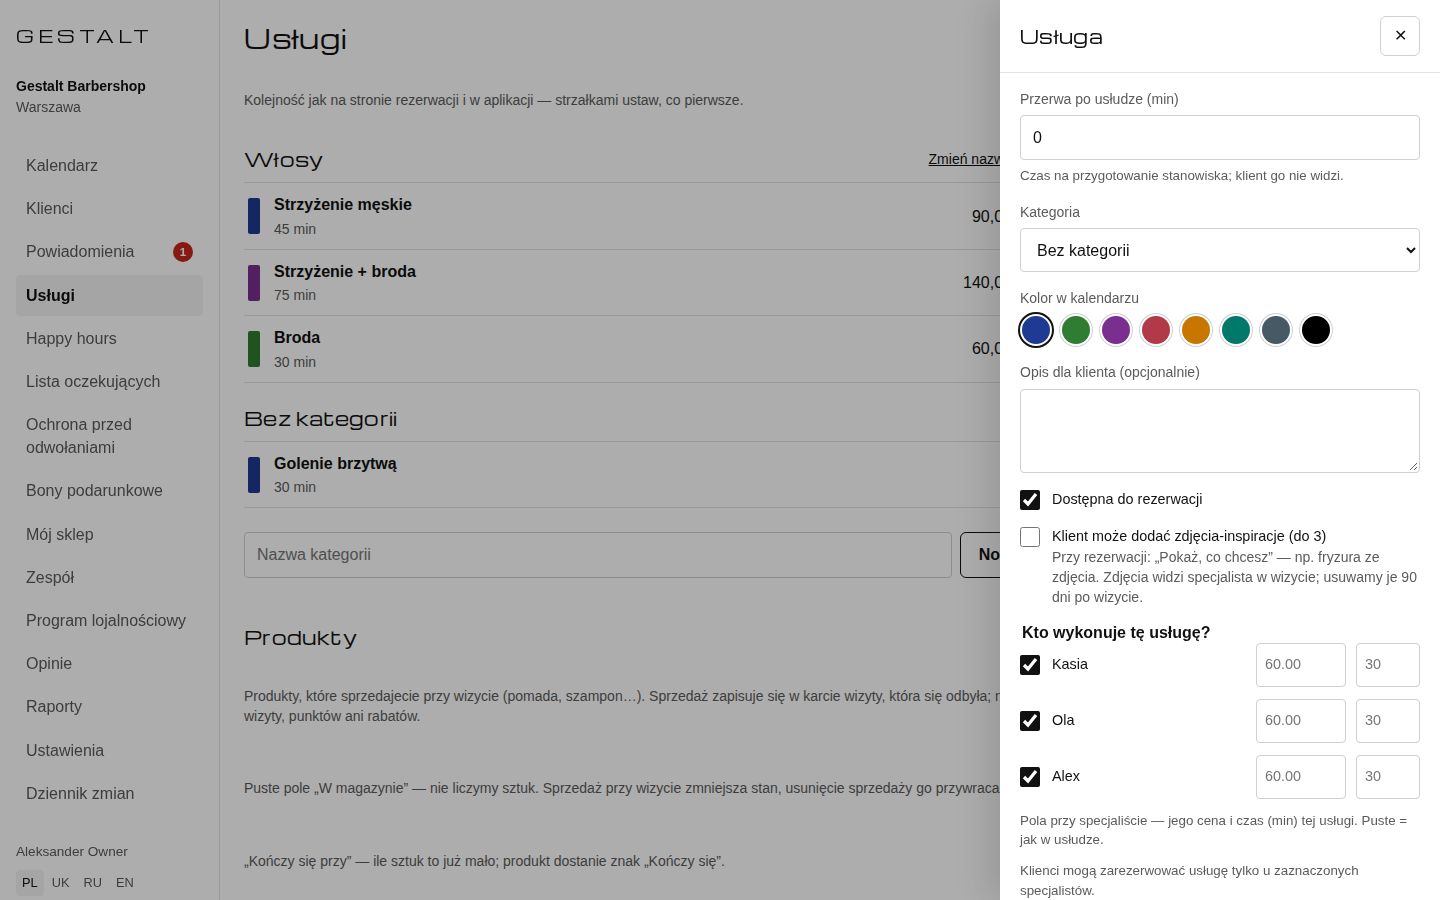 GESTALT
Gestalt Barbershop
Warszawa
Kalendarz
Klienci
Powiadomienia 1
Usługi
Happy hours
Lista oczekujących
Ochrona przed
odwołaniami
Bony podarunkowe
Mój sklep
Zespół
Program lojalnościowy
Opinie
Raporty
Ustawienia
Dziennik zmian
Aleksander Owner
PL UK RU EN
Usługi
Kolejność jak na stronie rezerwacji i w aplikacji — strzałkami ustaw, co pierwsze.
Włosy
Zmień
Strzyżenie męskie
45 min
90,0
Strzyżenie + broda
75 min
140,0
Broda
30 min
60,0
Bez kategorii
Golenie brzytwą
30 min
Nazwa kategorii
Produkty
Produkty, które sprzedajecie przy wizycie (pomada, szampon…). Sprzedaż zapisuje się w karcie wizyty, która się odbyła;
wizyty, punktów ani rabatów.
Puste pole „W magazynie” — nie liczymy sztuk. Sprzedaż przy wizycie zmniejsza stan, usunięcie sprzedaży go przywraca
„Kończy się przy” — ile sztuk to już mało; produkt dostanie znak „Kończy się”.
Usługa
×
Przerwa po usłudze (min)
0
Czas na przygotowanie stanowiska; klient go nie widzi.
Kategoria
Bez kategorii
Kolor w kalendarzu
Opis dla klienta (opcjonalnie)
Dostępna do rezerwacji
Klient może dodać zdjęcia-inspiracje (do 3)
Przy rezerwacji: „Pokaż, co chcesz” — np. fryzura ze
zdjęcia. Zdjęcia widzi specjalista w wizycie; usuwamy je 90
dni po wizycie.
Kto wykonuje tę usługę?
Kasia 60.00 30
Ola 60.00 30
Alex 60.00 30
Pola przy specjaliście — jego cena i czas (min) tej usługi. Puste =
jak w usłudze.
Klienci mogą zarezerwować usługę tylko u zaznaczonych
specjalistów.